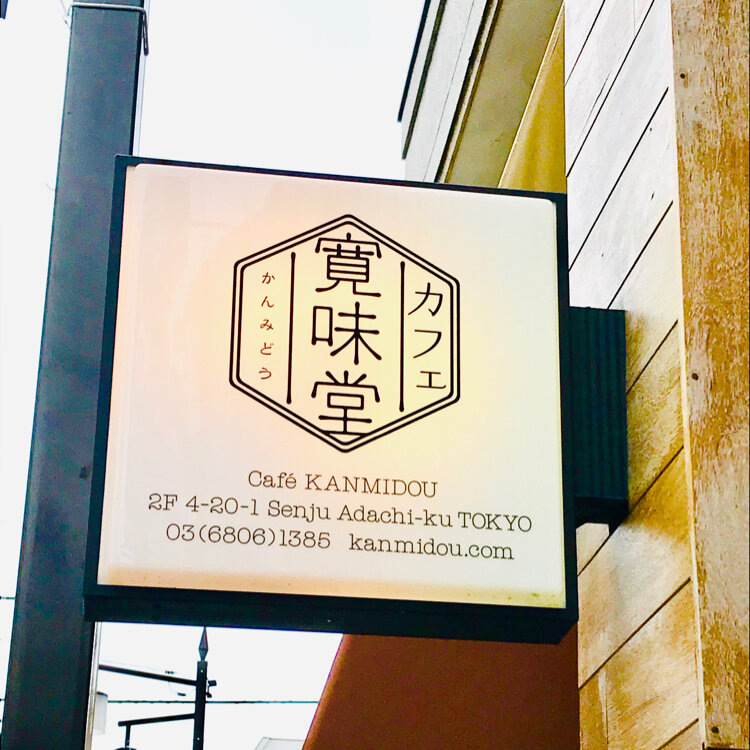 カフェ
寛味堂
かんみどう
Café KANMIDOU
2F 4-20-1 Senju Adachi-ku TOKYO
03(6806)1385 kanmidou.com